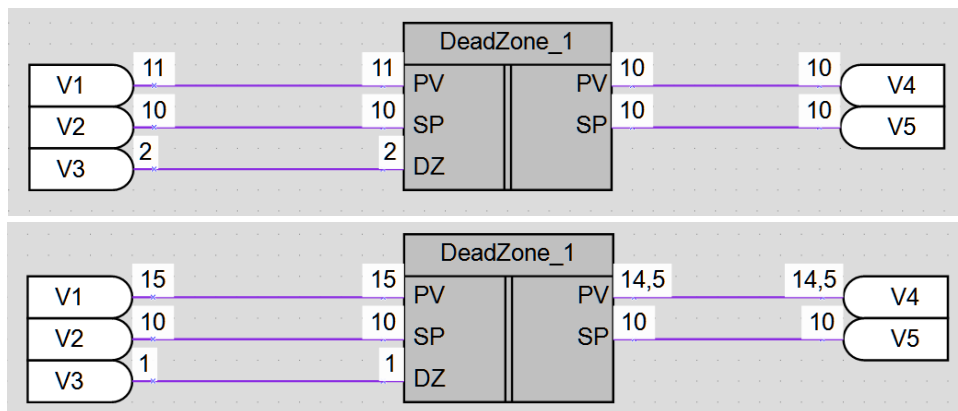 DeadZone_1
V1 11 11 PV PV 10 10 V4
V2 10 10 SP SP 10 10 V5
V3 2 2 DZ
DeadZone_1
V1 15 15 PV PV 14,5 14,5 V4
V2 10 10 SP SP 10 10 V5
V3 1 1 DZ